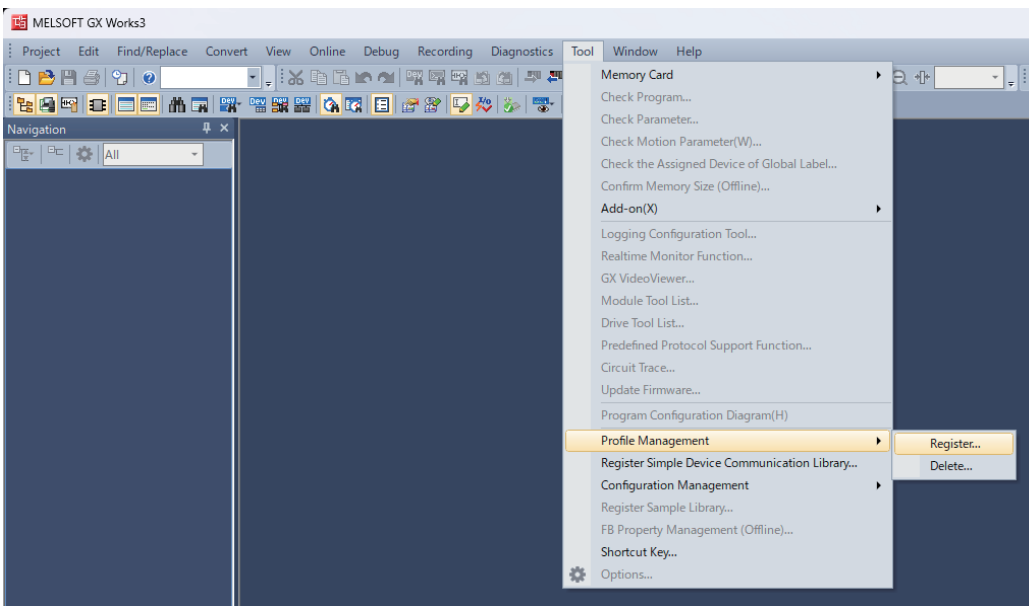 MELSOFT GX Works3
Project Edit Find/Replace Convert View Online Debug Recording Diagnostics Tool Window Help
Navigation
All
Memory Card
Check Program...
Check Parameter...
Check Motion Parameter(W)...
Check the Assigned Device of Global Label...
Confirm Memory Size (Offline)...
Add-on(X)
Logging Configuration Tool...
Realtime Monitor Function...
GX VideoViewer...
Module Tool List...
Drive Tool List...
Predefined Protocol Support Function...
Circuit Trace...
Update Firmware...
Program Configuration Diagram(H)
Profile Management
Register Simple Device Communication Library...
Configuration Management
Register Sample Library...
FB Property Management (Offline)...
Shortcut Key...
Options...
Register...
Delete...